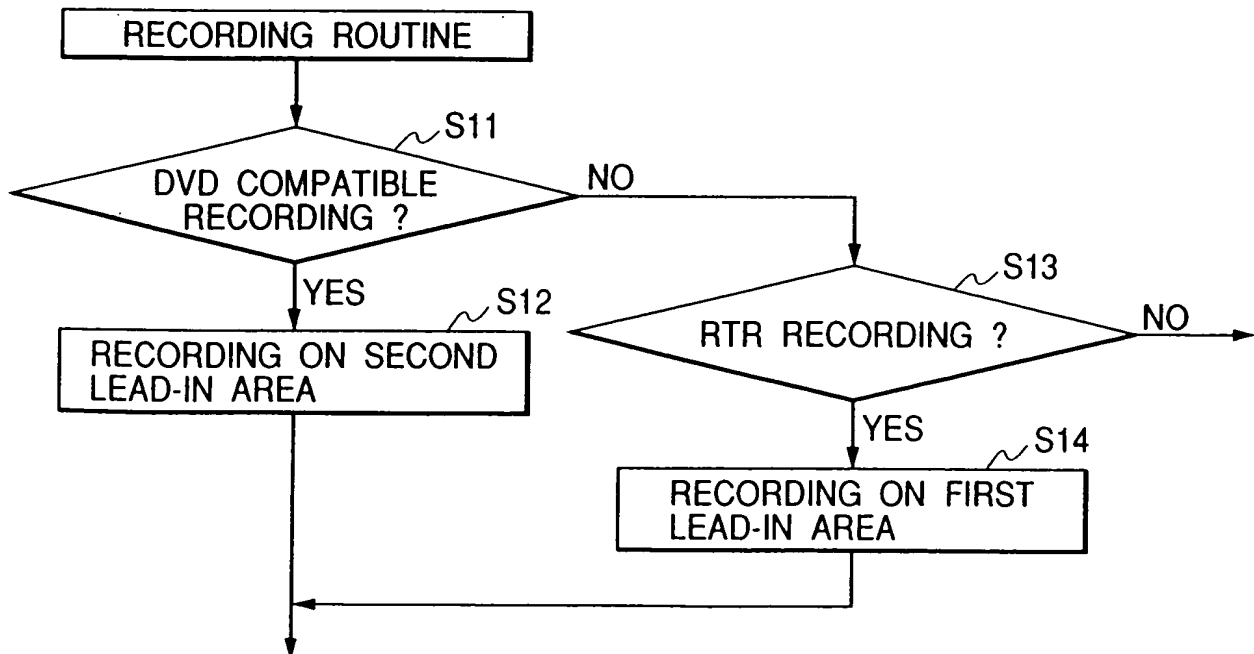 RECORDING ROUTINE
S11
DVD COMPATIBLE
RECORDING ?
NO
YES
S12
RECORDING ON SECOND
LEAD-IN AREA
S13
RTR RECORDING ?
NO
YES
S14
RECORDING ON FIRST
LEAD-IN AREA